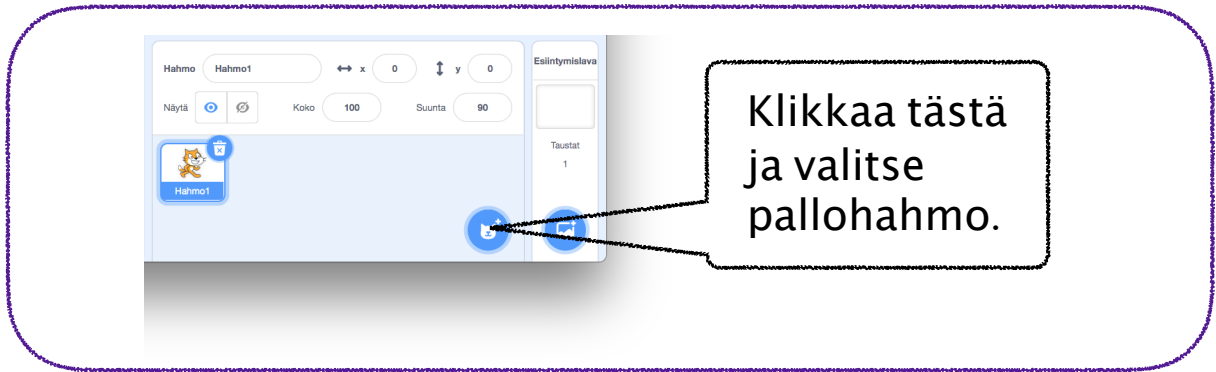 Hahmo Hahmo1 x 0 y 0
Näytä Koko 100 Suunta 90
Hahmo1
Esiintymislava
Taustat
1
Klikkaa tästä
ja valitse
pallohahmo.